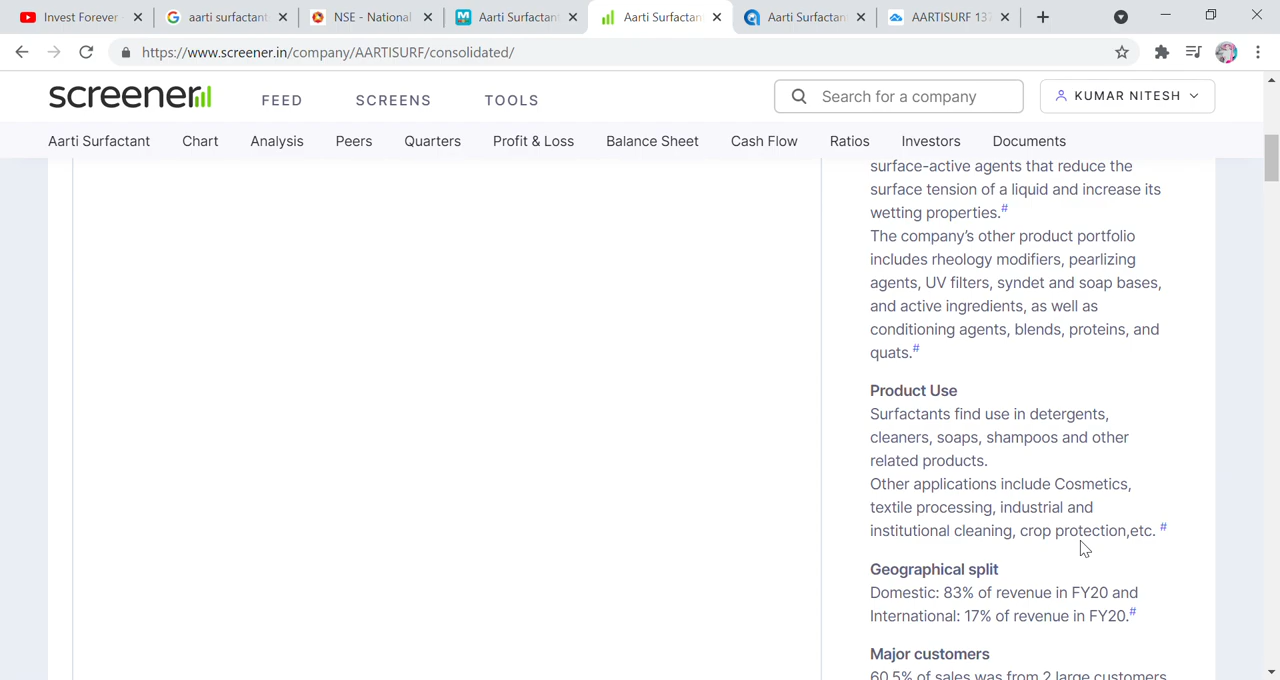 Invest Forever
aarti surfactant
NSE - National
Aarti Surfactan
Aarti Surfactan
Aarti Surfactan
AARTISURF 137
https://www.screener.in/company/AARTISURF/consolidated/
screener
FEED
SCREENS
TOOLS
Search for a company
KUMAR NITESH
Aarti Surfactant
Chart
Analysis
Peers
Quarters
Profit & Loss
Balance Sheet
Cash Flow
Ratios
Investors
Documents
surface-active agents that reduce the
surface tension of a liquid and increase its
wetting properties.#
The company's other product portfolio
includes rheology modifiers, pearlizing
agents, UV filters, syndet and soap bases,
and active ingredients, as well as
conditioning agents, blends, proteins, and
quats.#
Product Use
Surfactants find use in detergents,
cleaners, soaps, shampoos and other
related products.
Other applications include Cosmetics,
textile processing, industrial and
institutional cleaning, crop protection,etc. #
Geographical split
Domestic: 83% of revenue in FY20 and
International: 17% of revenue in FY20.#
Major customers
60.5% of sales was from 2 large customers